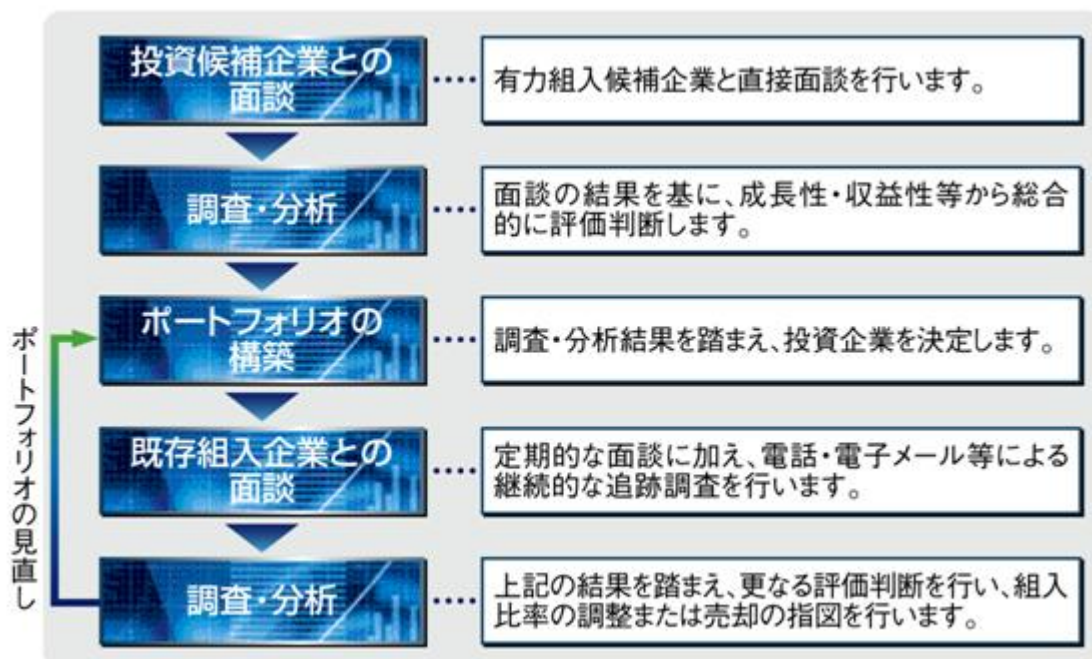 投資候補企業との
面談
有力組入候補企業と直接面談を行います。
調査・分析
面談の結果を基に、成長性・収益性等から総合
的に評価判断します。
ポートフォリオの
構築
調査・分析結果を踏まえ、投資企業を決定します。
既存組入企業との
面談
定期的な面談に加え、電話・電子メール等による
継続的な追跡調査を行います。
調査・分析
上記の結果を踏まえ、更なる評価判断を行い、組入
比率の調整または売却の指図を行います。
ポートフォリオの見直し